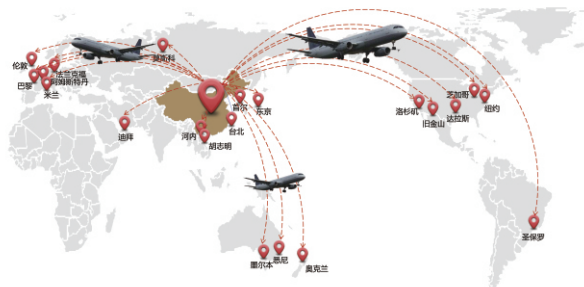 伦敦
莫斯科
法兰克福
阿姆斯特丹
巴黎
米兰
首尔
东京
芝加哥
纽约
洛杉矶
旧金山
达拉斯
迪拜
河内
台北
胡志明
圣保罗
墨尔本
悉尼
奥克兰